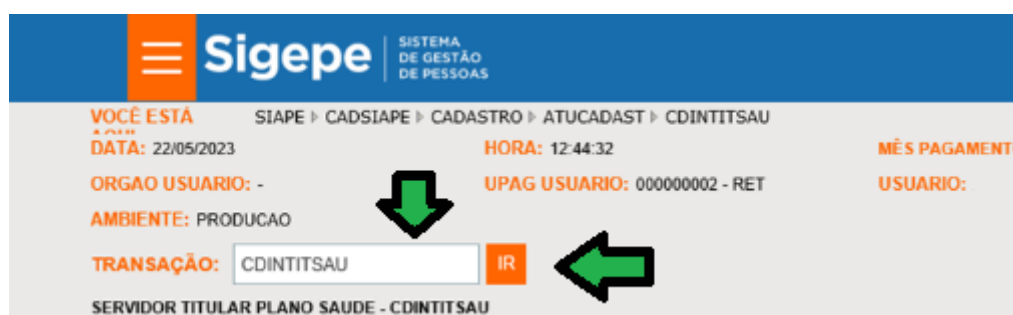 Sigepe SISTEMA DE GESTÃO DE PESSOAS
VOCÊ ESTÁ AQUI: SIAPE CADSIAPE CADASTRO ATUCADAST CDINTITSAU
DATA: 22/05/2023 HORA: 12:44:32 MÊS PAGAMENT
ORGAO USUARIO: - UPAG USUARIO: 000000002 - RET USUARIO:
AMBIENTE: PRODUCAO
TRANSAÇÃO: CDINTITSAU IR
SERVIDOR TITULAR PLANO SAUDE - CDINTITSAU